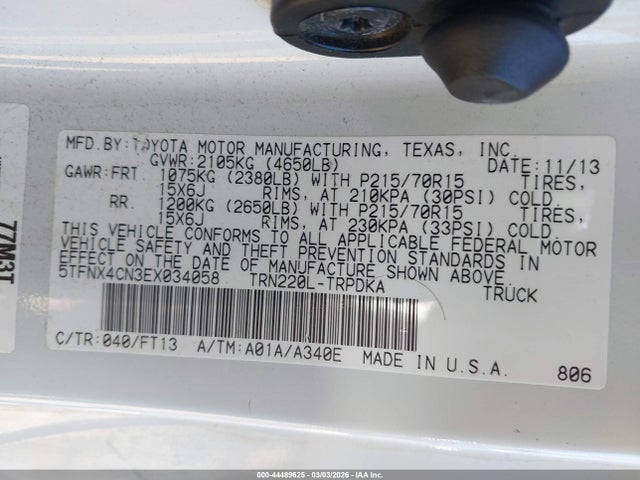 MFD.BY:TOYOTA MOTOR MANUFACTURING, TEXAS, INC.
GVWR:2105KG (4650LB) DATE:11/13
GAWR:FRT 1075KG (2380LB) WITH P215/70R15 TIRES,
15X6J RIMS, AT 210KPA (30PSI) COLD.
RR. 1200KG (2650LB) WITH P215/70R15 TIRES,
15X6J RIMS, AT 230KPA (33PSI) COLD.
THIS VEHICLE CONFORMS TO ALL APPLICABLE FEDERAL MOTOR
VEHICLE SAFETY AND THEFT PREVENTION STANDARDS IN
EFFECT ON THE DATE OF MANUFACTURE SHOWN ABOVE.
5TFNX4CN3EX034058 TRN220L-TRPDKA TRUCK
C/TR:040/FT13 A/TM:A01A/A340E MADE IN U.S.A. 806
77M3T
000-44489625 - 03/03/2026 - IAA Inc.